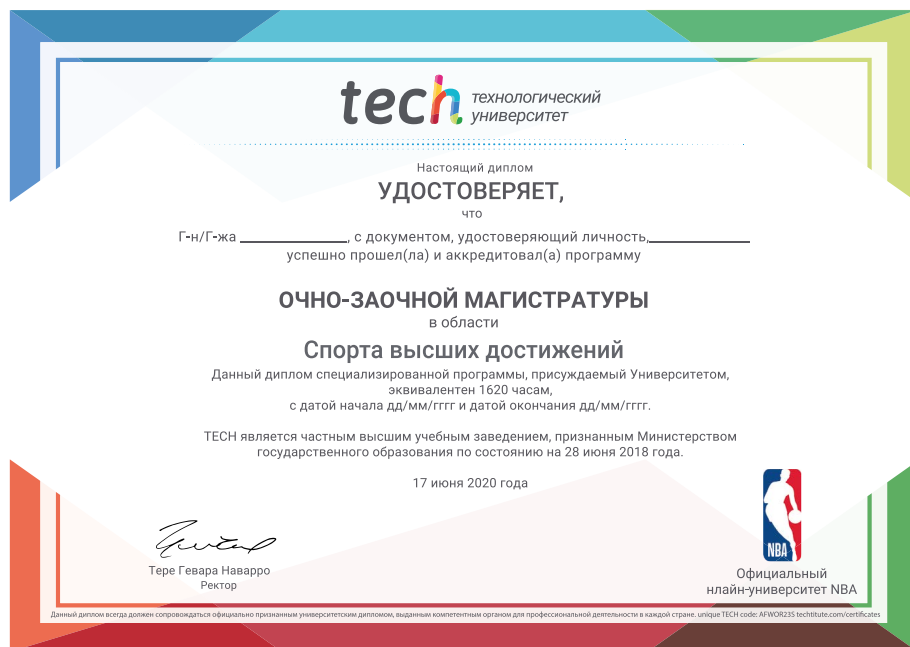 tech технологический
университет
Настоящий диплом
УДОСТОВЕРЯЕТ,
что
Г-н/Г-жа ______________, с документом, удостоверяющий личность,______________
успешно прошел(ла) и аккредитовал(а) программу
ОЧНО-ЗАОЧНОЙ МАГИСТРАТУРЫ
в области
Спорта высших достижений
Данный диплом специализированной программы, присуждаемый Университетом,
эквивалентен 1620 часам,
с датой начала дд/мм/гггг и датой окончания дд/мм/гггг.
TECH является частным высшим учебным заведением, признанным Министерством
государственного образования по состоянию на 28 июня 2018 года.
17 июня 2020 года
Тере Гевара Наварро
Ректор
NBA
Официальный
нлайн-университет NBA
Данный диплом всегда должен сопровождаться официально признанным университетским дипломом, выданным компетентным органом для профессиональной деятельности в каждой стране. unique TECH code: AFWOR23S techtitute.com/certificates